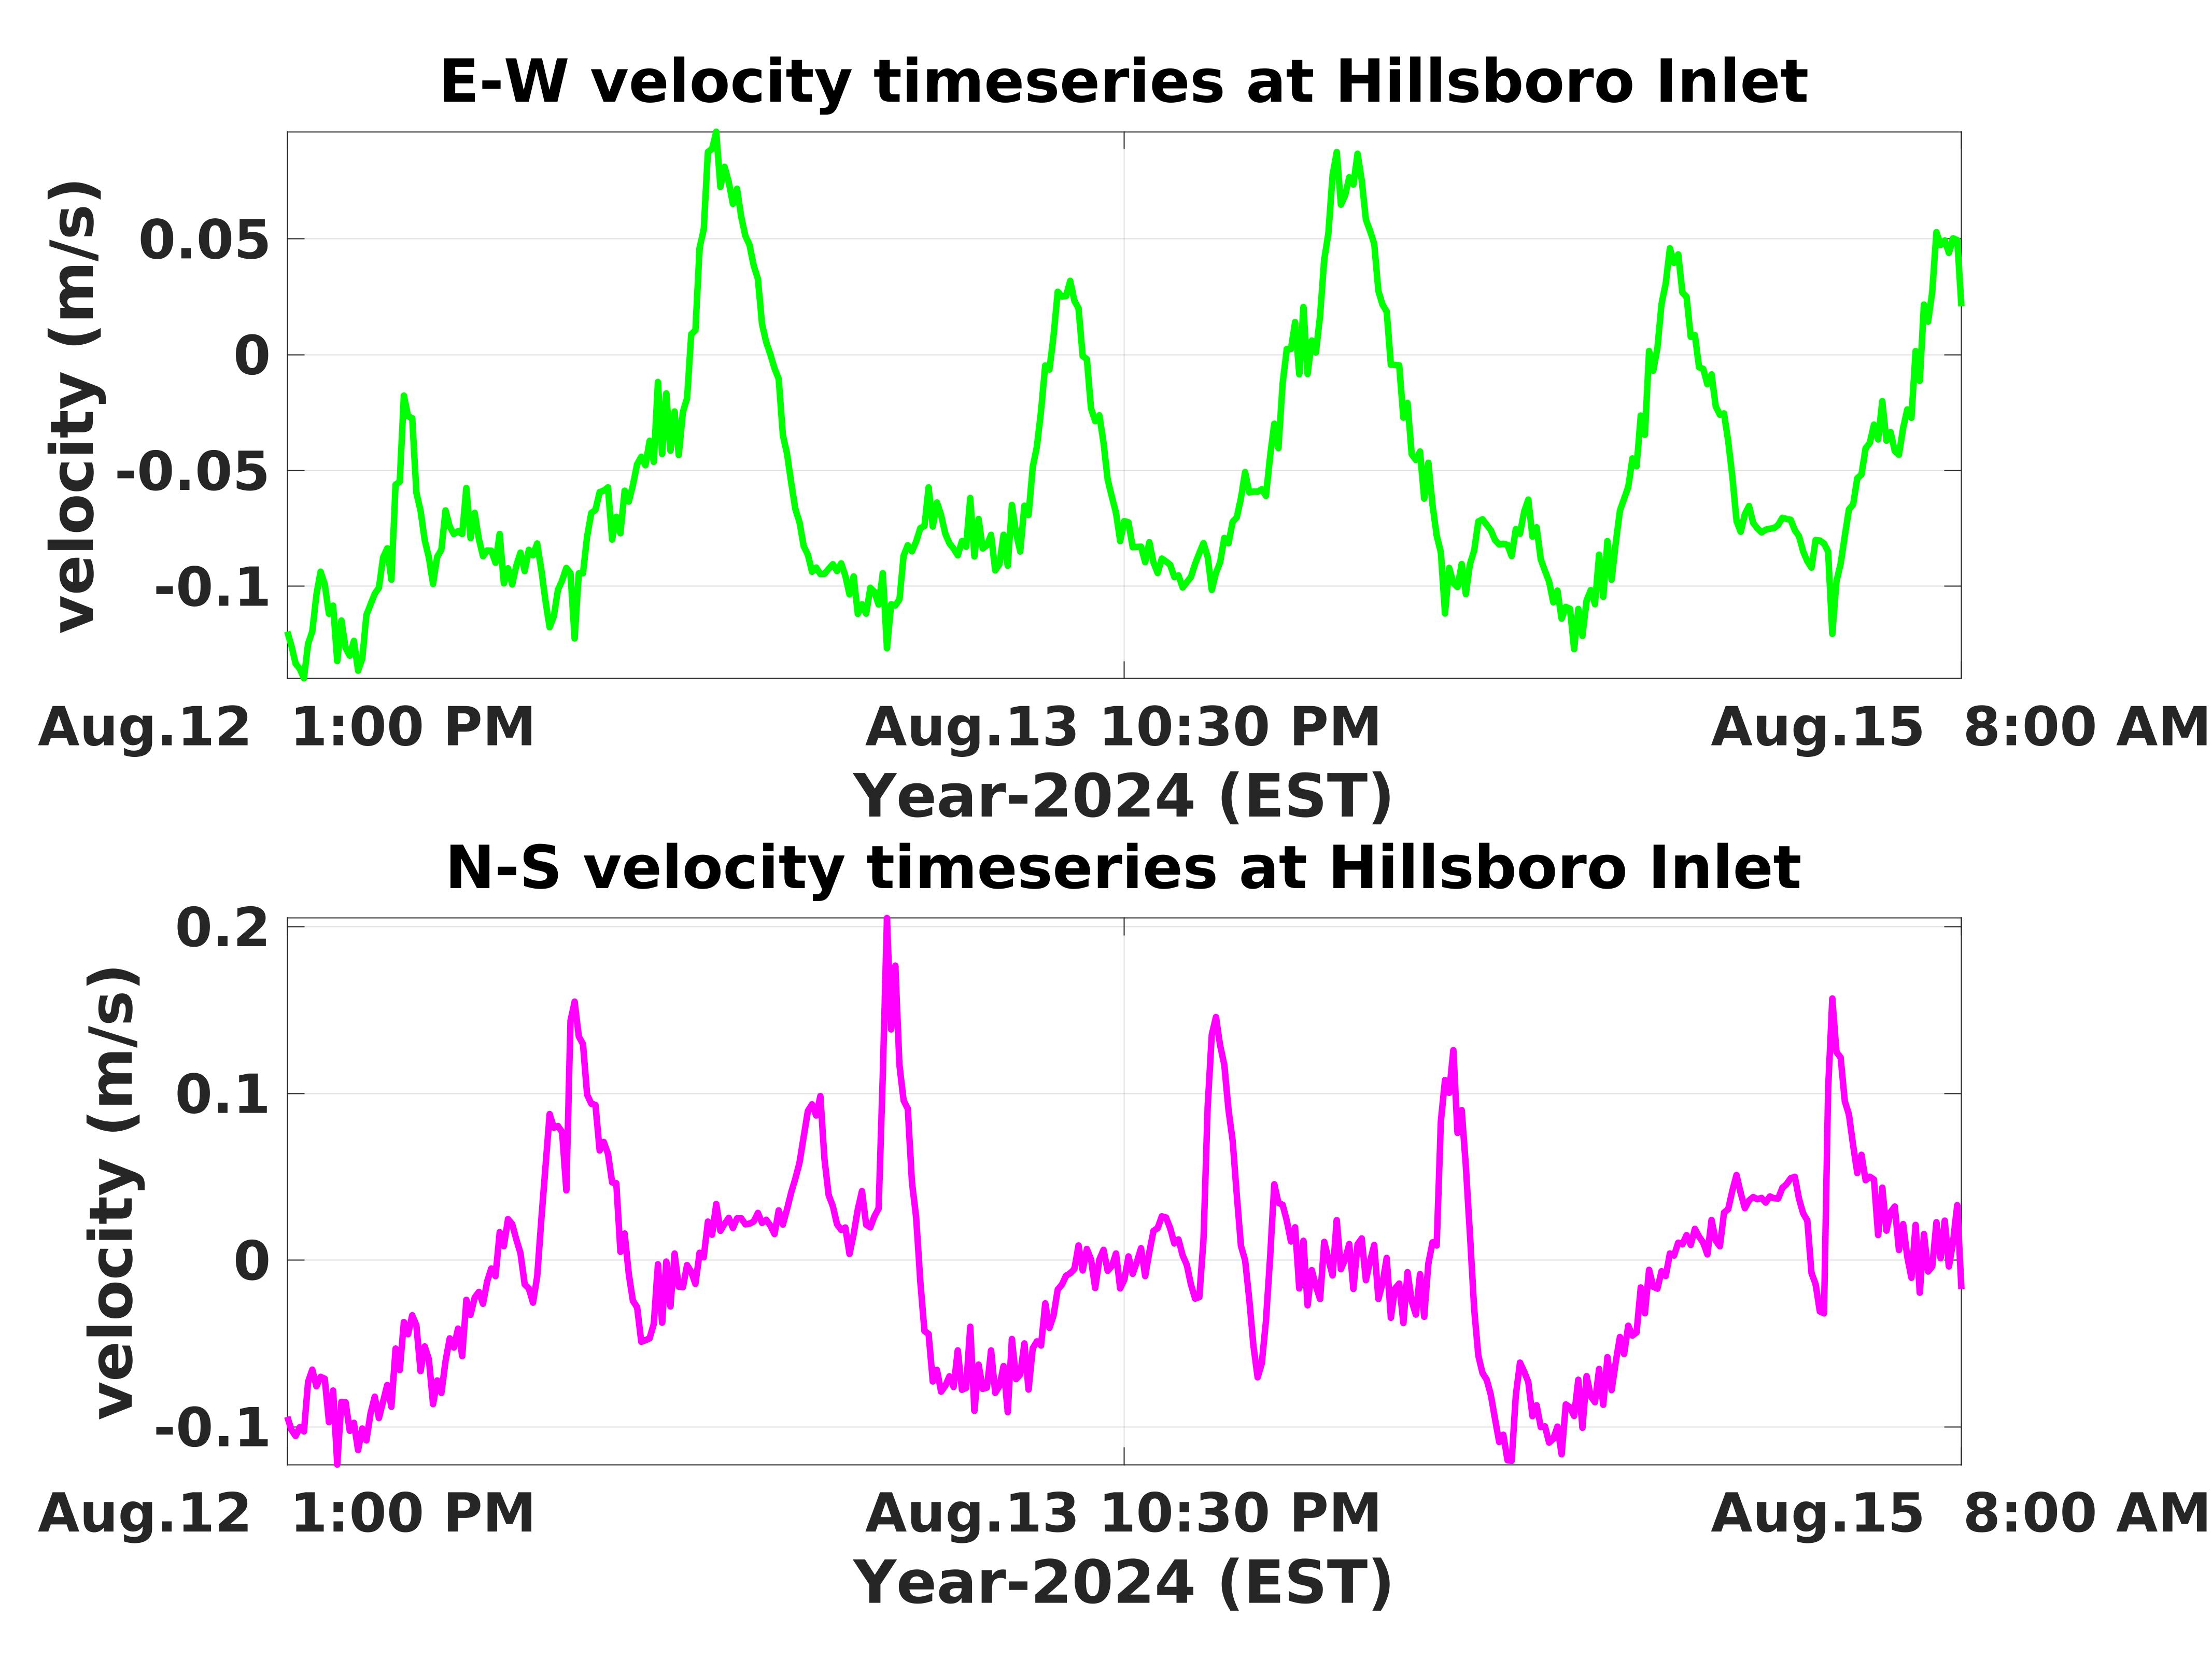 E-W velocity timeseries at Hillsboro Inlet
velocity (m/s)
0.05
0
-0.05
-0.1
Aug.12 1:00 PM Aug.13 10:30 PM Aug.15 8:00 AM
Year-2024 (EST)
N-S velocity timeseries at Hillsboro Inlet
velocity (m/s)
0.2
0.1
0
-0.1
Aug.12 1:00 PM Aug.13 10:30 PM Aug.15 8:00 AM
Year-2024 (EST)